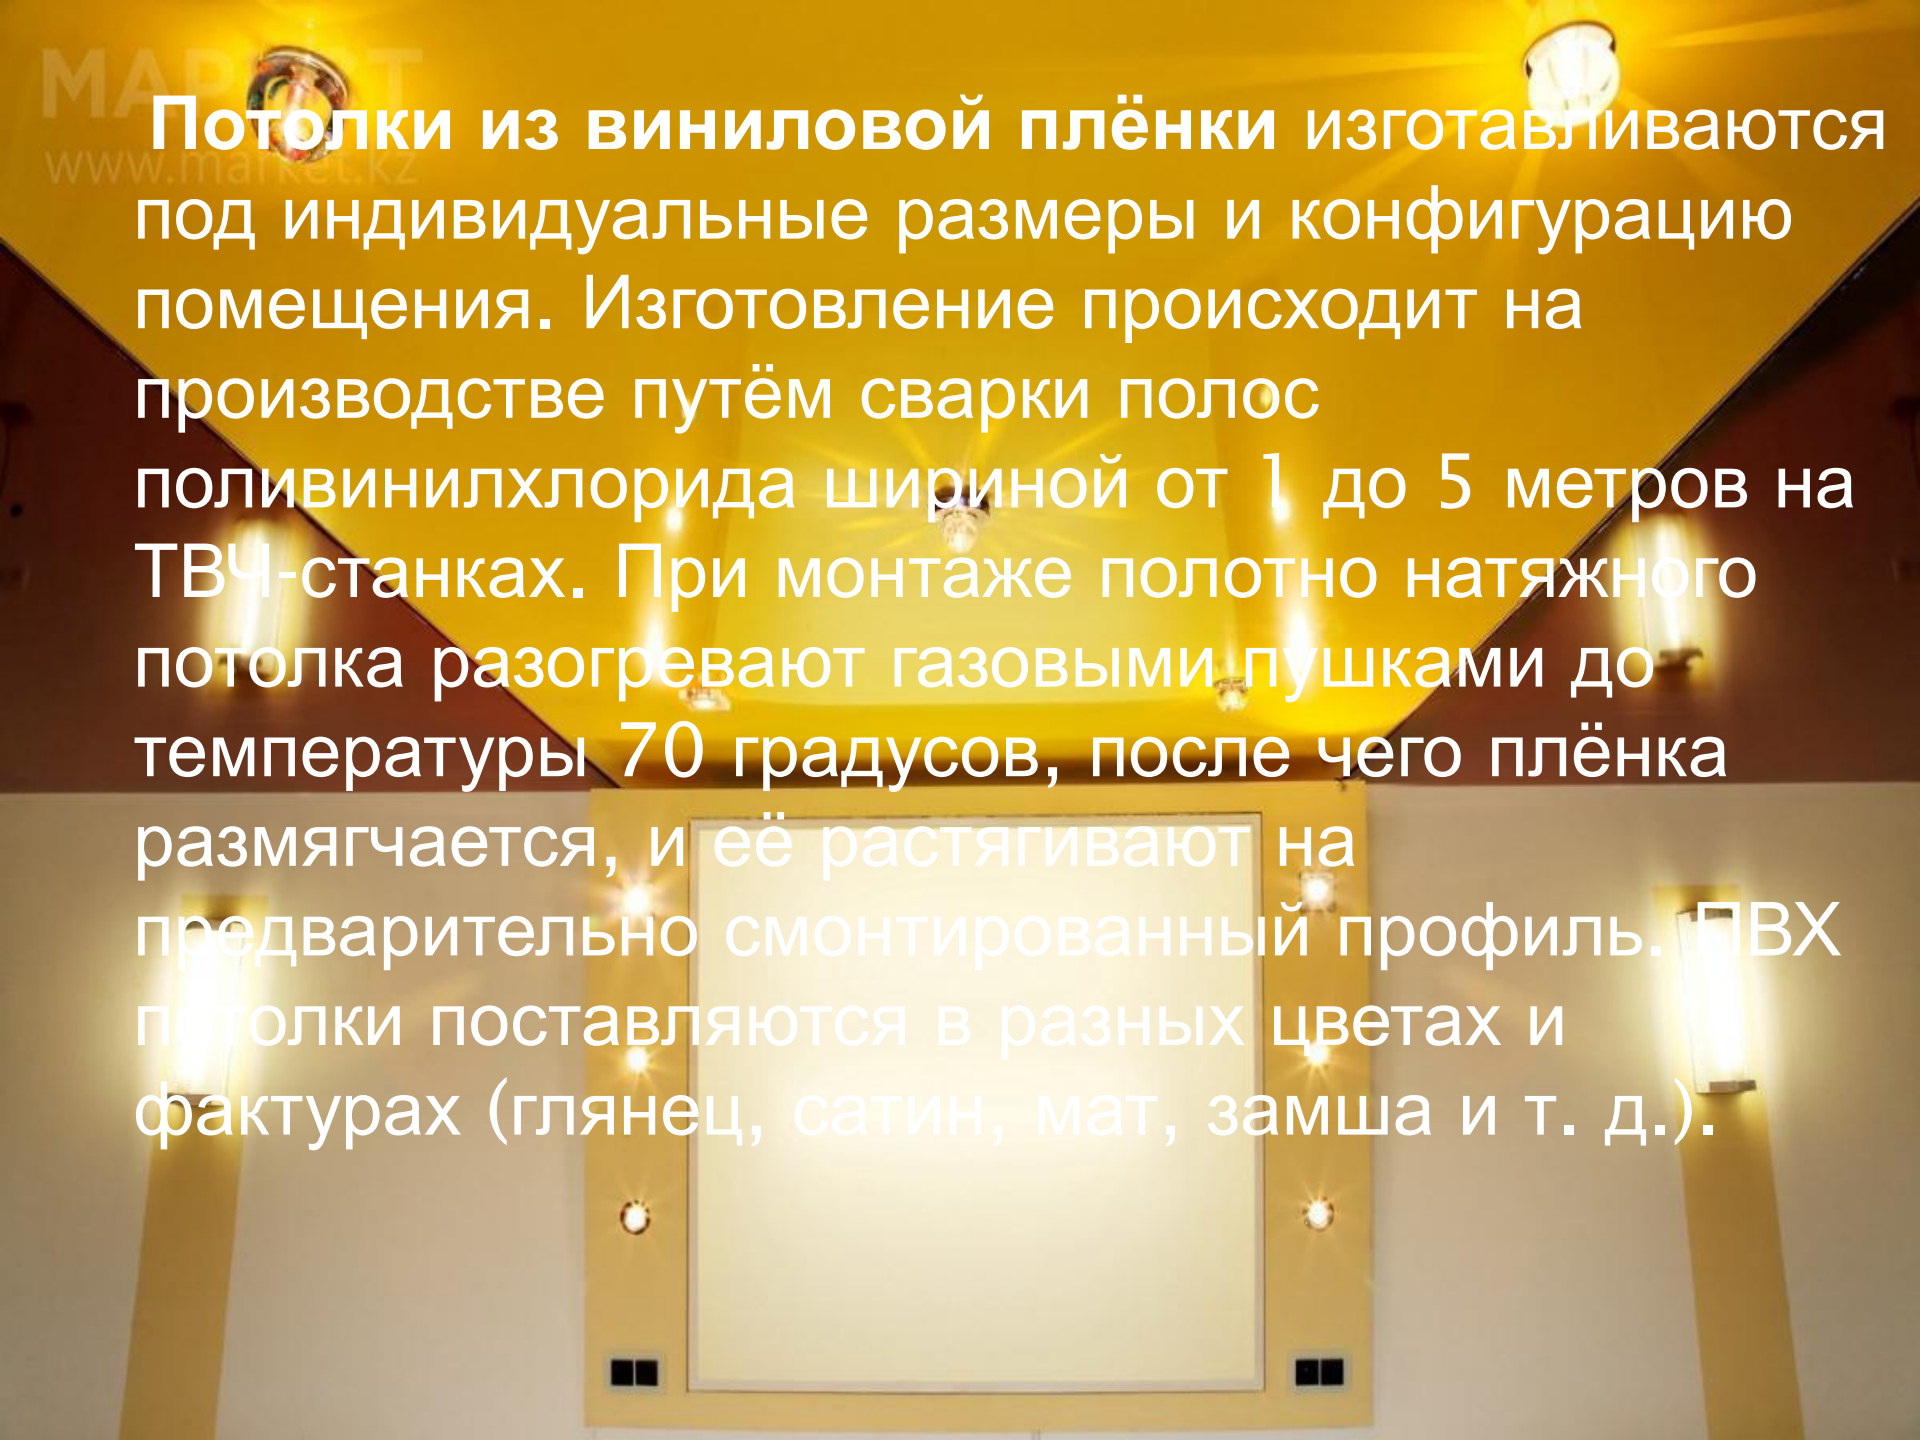 МАРКЕТ
www.market.kz
Потолки из виниловой плёнки изготавливаются
под индивидуальные размеры и конфигурацию
помещения. Изготовление происходит на
производстве путём сварки полос
поливинилхлорида шириной от 1 до 5 метров на
ТВЧ-станках. При монтаже полотно натяжного
потолка разогревают газовыми пушками до
температуры 70 градусов, после чего плёнка
размягчается, и её растягивают на
предварительно смонтированный профиль. ПВХ
потолки поставляются в разных цветах и
фактурах (глянец, сатин, мат, замша и т. д.).